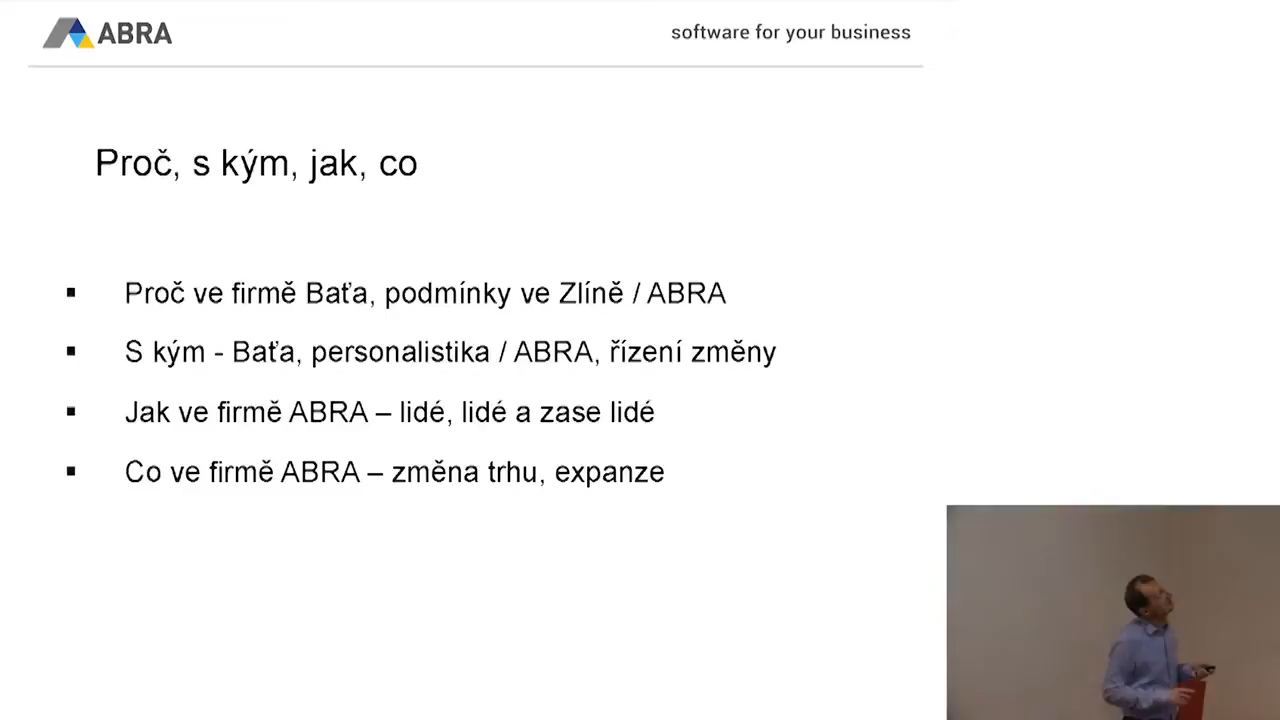 ABRA
software for your business
Proč, s kým, jak, co
▪ Proč ve firmě Baťa, podmínky ve Zlíně / ABRA
▪ S kým - Baťa, personalistika / ABRA, řízení změny
▪ Jak ve firmě ABRA – lidé, lidé a zase lidé
▪ Co ve firmě ABRA – změna trhu, expanze